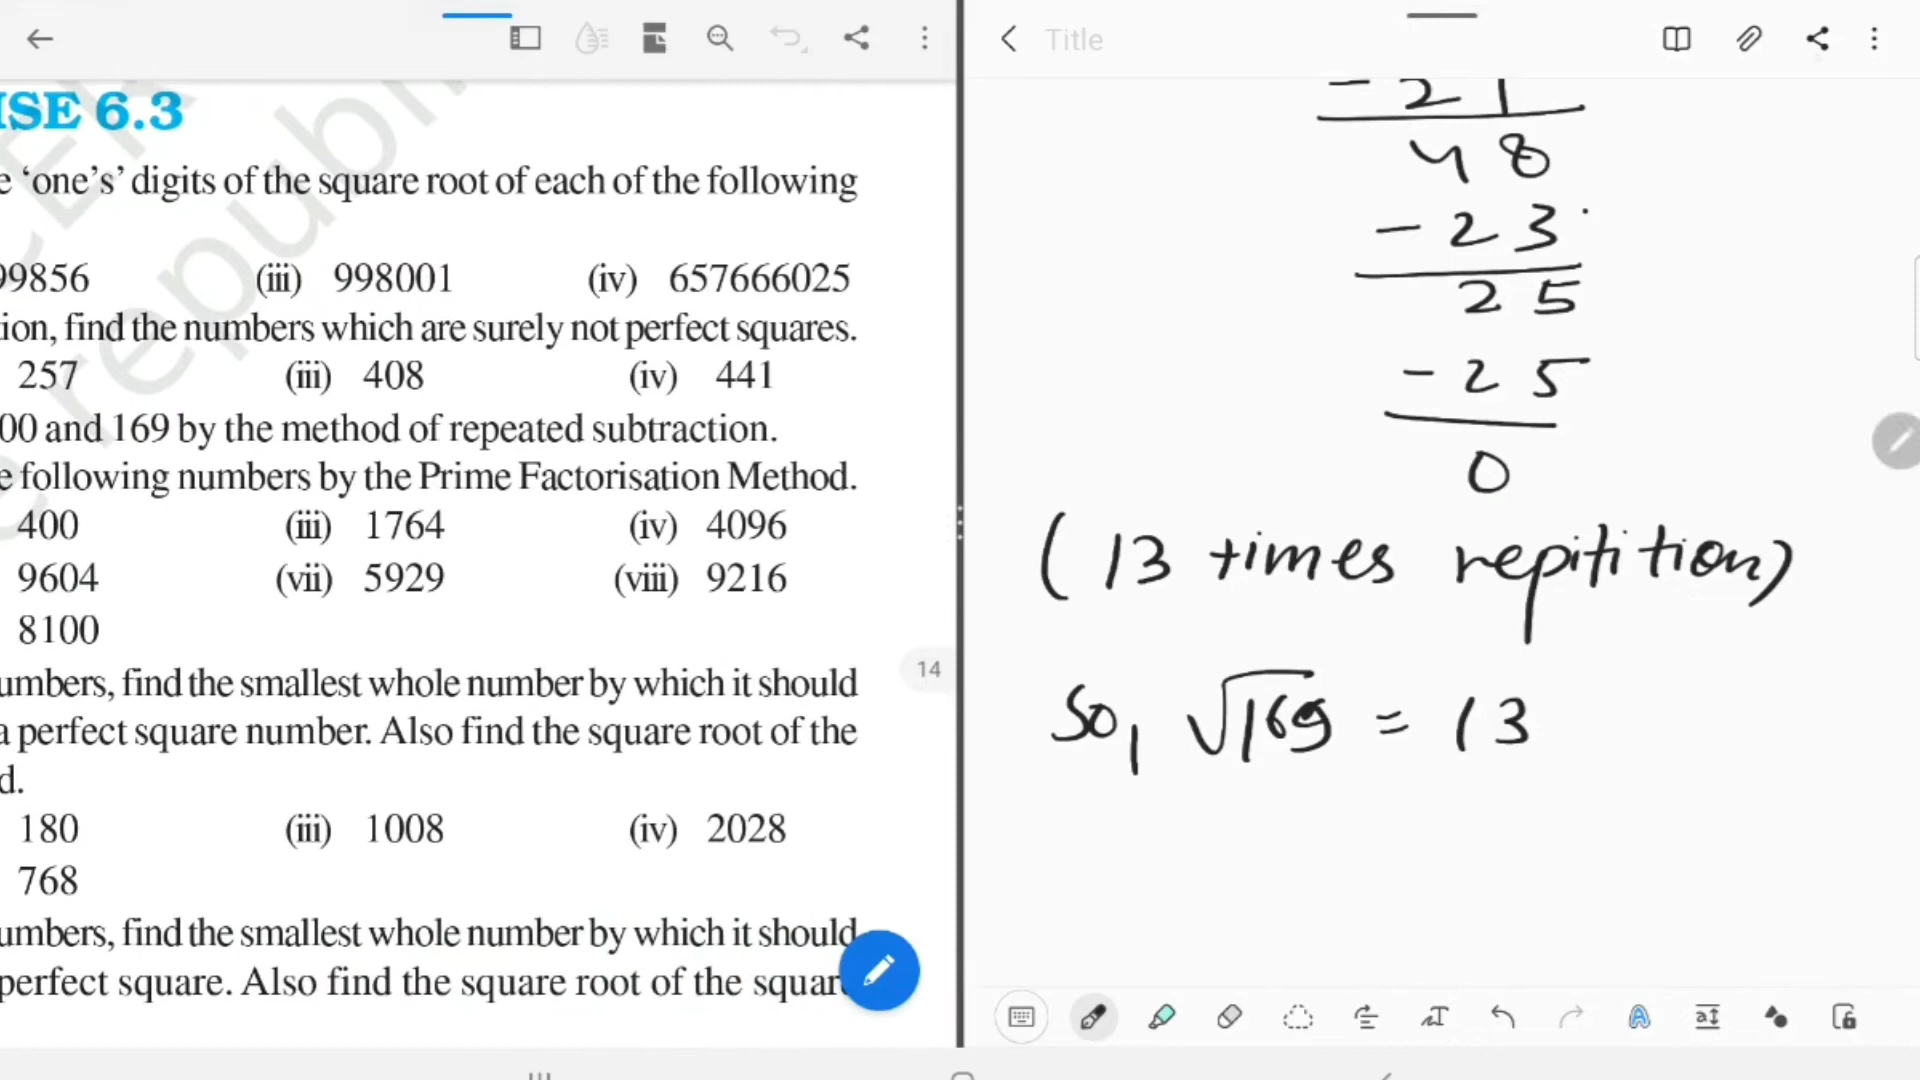 ISE 6.3
e ‘one’s’ digits of the square root of each of the following
99856 (iii) 998001 (iv) 657666025
ion, find the numbers which are surely not perfect squares.
257 (iii) 408 (iv) 441
00 and 169 by the method of repeated subtraction.
e following numbers by the Prime Factorisation Method.
400 (iii) 1764 (iv) 4096
9604 (vii) 5929 (viii) 9216
8100
umbers, find the smallest whole number by which it should
a perfect square number. Also find the square root of the
d.
180 (iii) 1008 (iv) 2028
768
umbers, find the smallest whole number by which it should
perfect square. Also find the square root of the squar
14
republi
Title
- 21
48
- 23
25
- 25
0
(13 times repitition)
So, √169 = 13